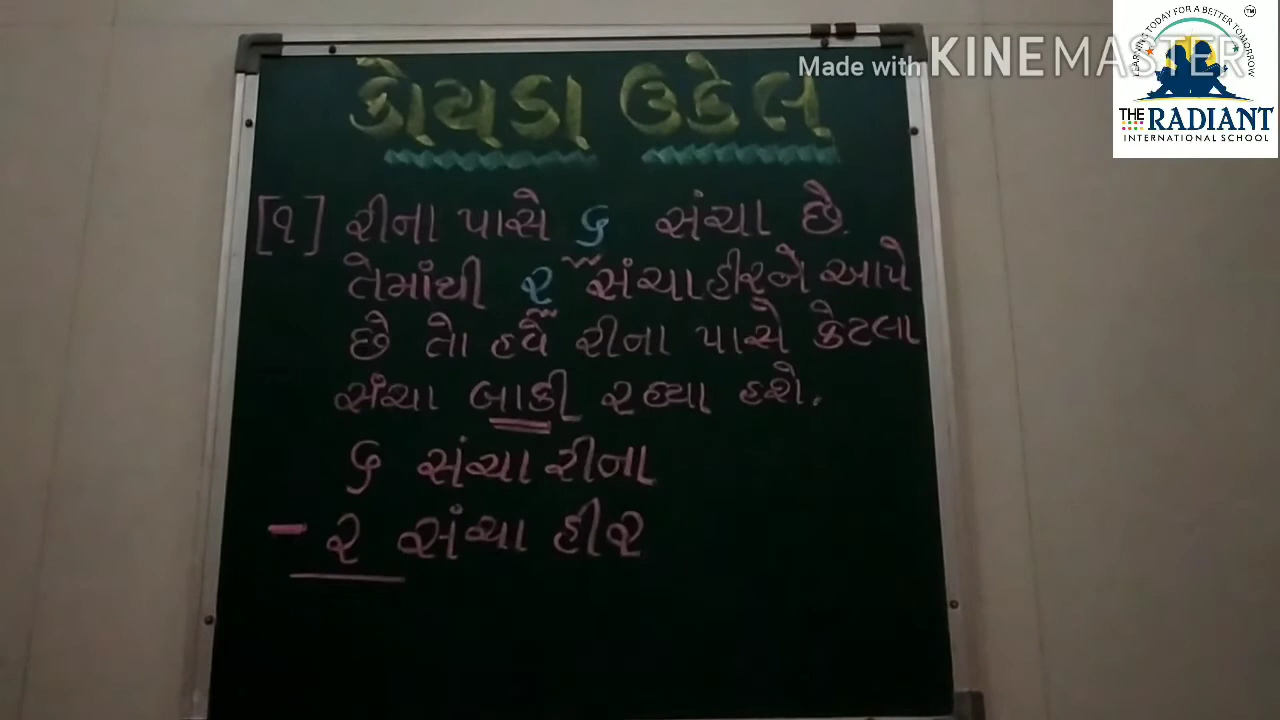 કોયડા ઉકેલ
[૧] રીના પાસે ૬ સંચા છે.
તેમાંથી ૨ સંચા હીરને આપે
છે તો હવે રીના પાસે કેટલા
સંચા બાકી રહ્યા હશે.
૬ સંચા રીના
- ૨ સંચા હીર
Made with KINEMASTER
LEARNING TODAY FOR A BETTER TOMORROW
TM
THE RADIANT
INTERNATIONAL SCHOOL